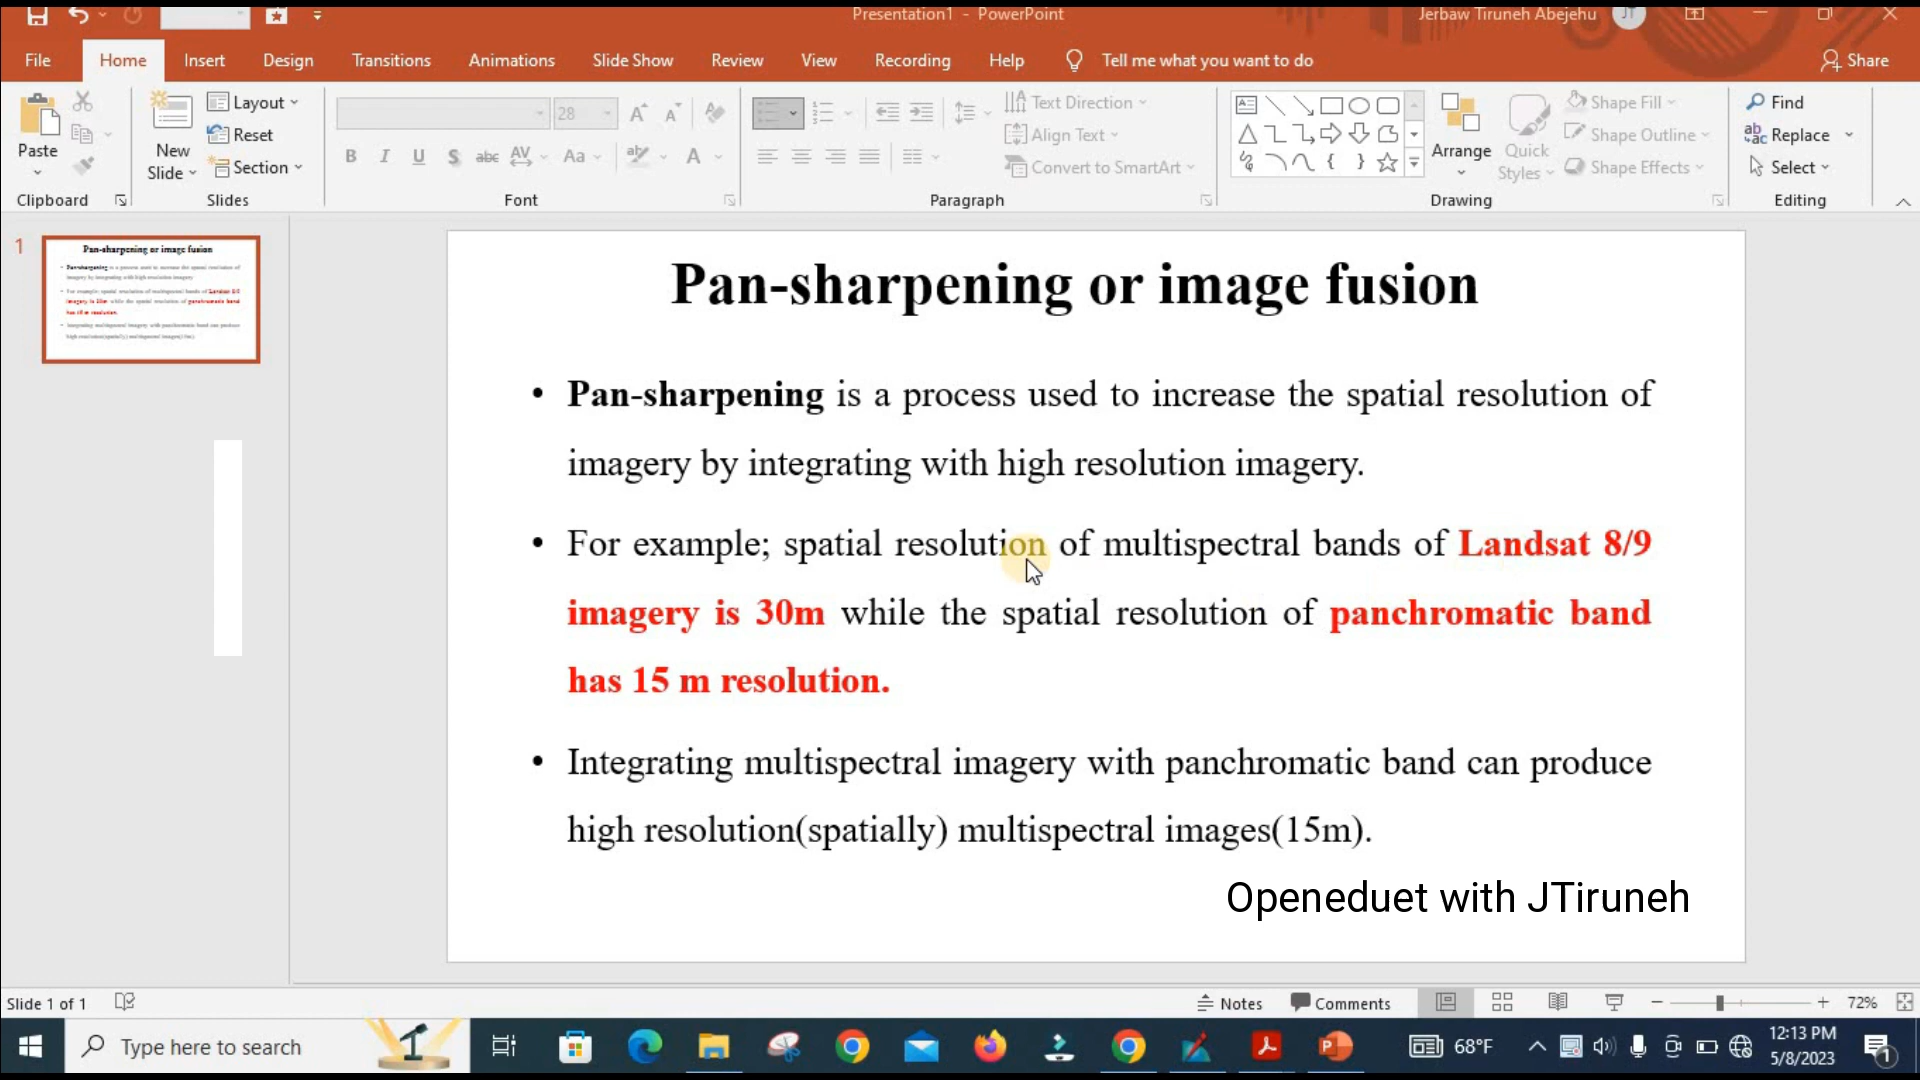 Presentation1 - PowerPoint
Jerbaw Tiruneh Abejehu
JT
File Home Insert Design Transitions Animations Slide Show Review View Recording Help Tell me what you want to do Share
Paste
Clipboard
New Slide
Layout
Reset
Section
Slides
28
B I U S abc AV Aa A
Font
Text Direction
Align Text
Convert to SmartArt
Paragraph
Arrange
Quick Styles
Shape Fill
Shape Outline
Shape Effects
Drawing
Find
Replace
Select
Editing
1
Pan-sharpening or image fusion
• Pan-sharpening is a process used to increase the spatial resolution of
imagery by integrating with high resolution imagery.
• For example; spatial resolution of multispectral bands of Landsat 8/9
imagery is 30m while the spatial resolution of panchromatic band
has 15 m resolution.
• Integrating multispectral imagery with panchromatic band can produce
high resolution(spatially) multispectral images(15m).
Openeduet with JTiruneh
Slide 1 of 1
Notes Comments 72%
Type here to search
68°F
12:13 PM
5/8/2023
1